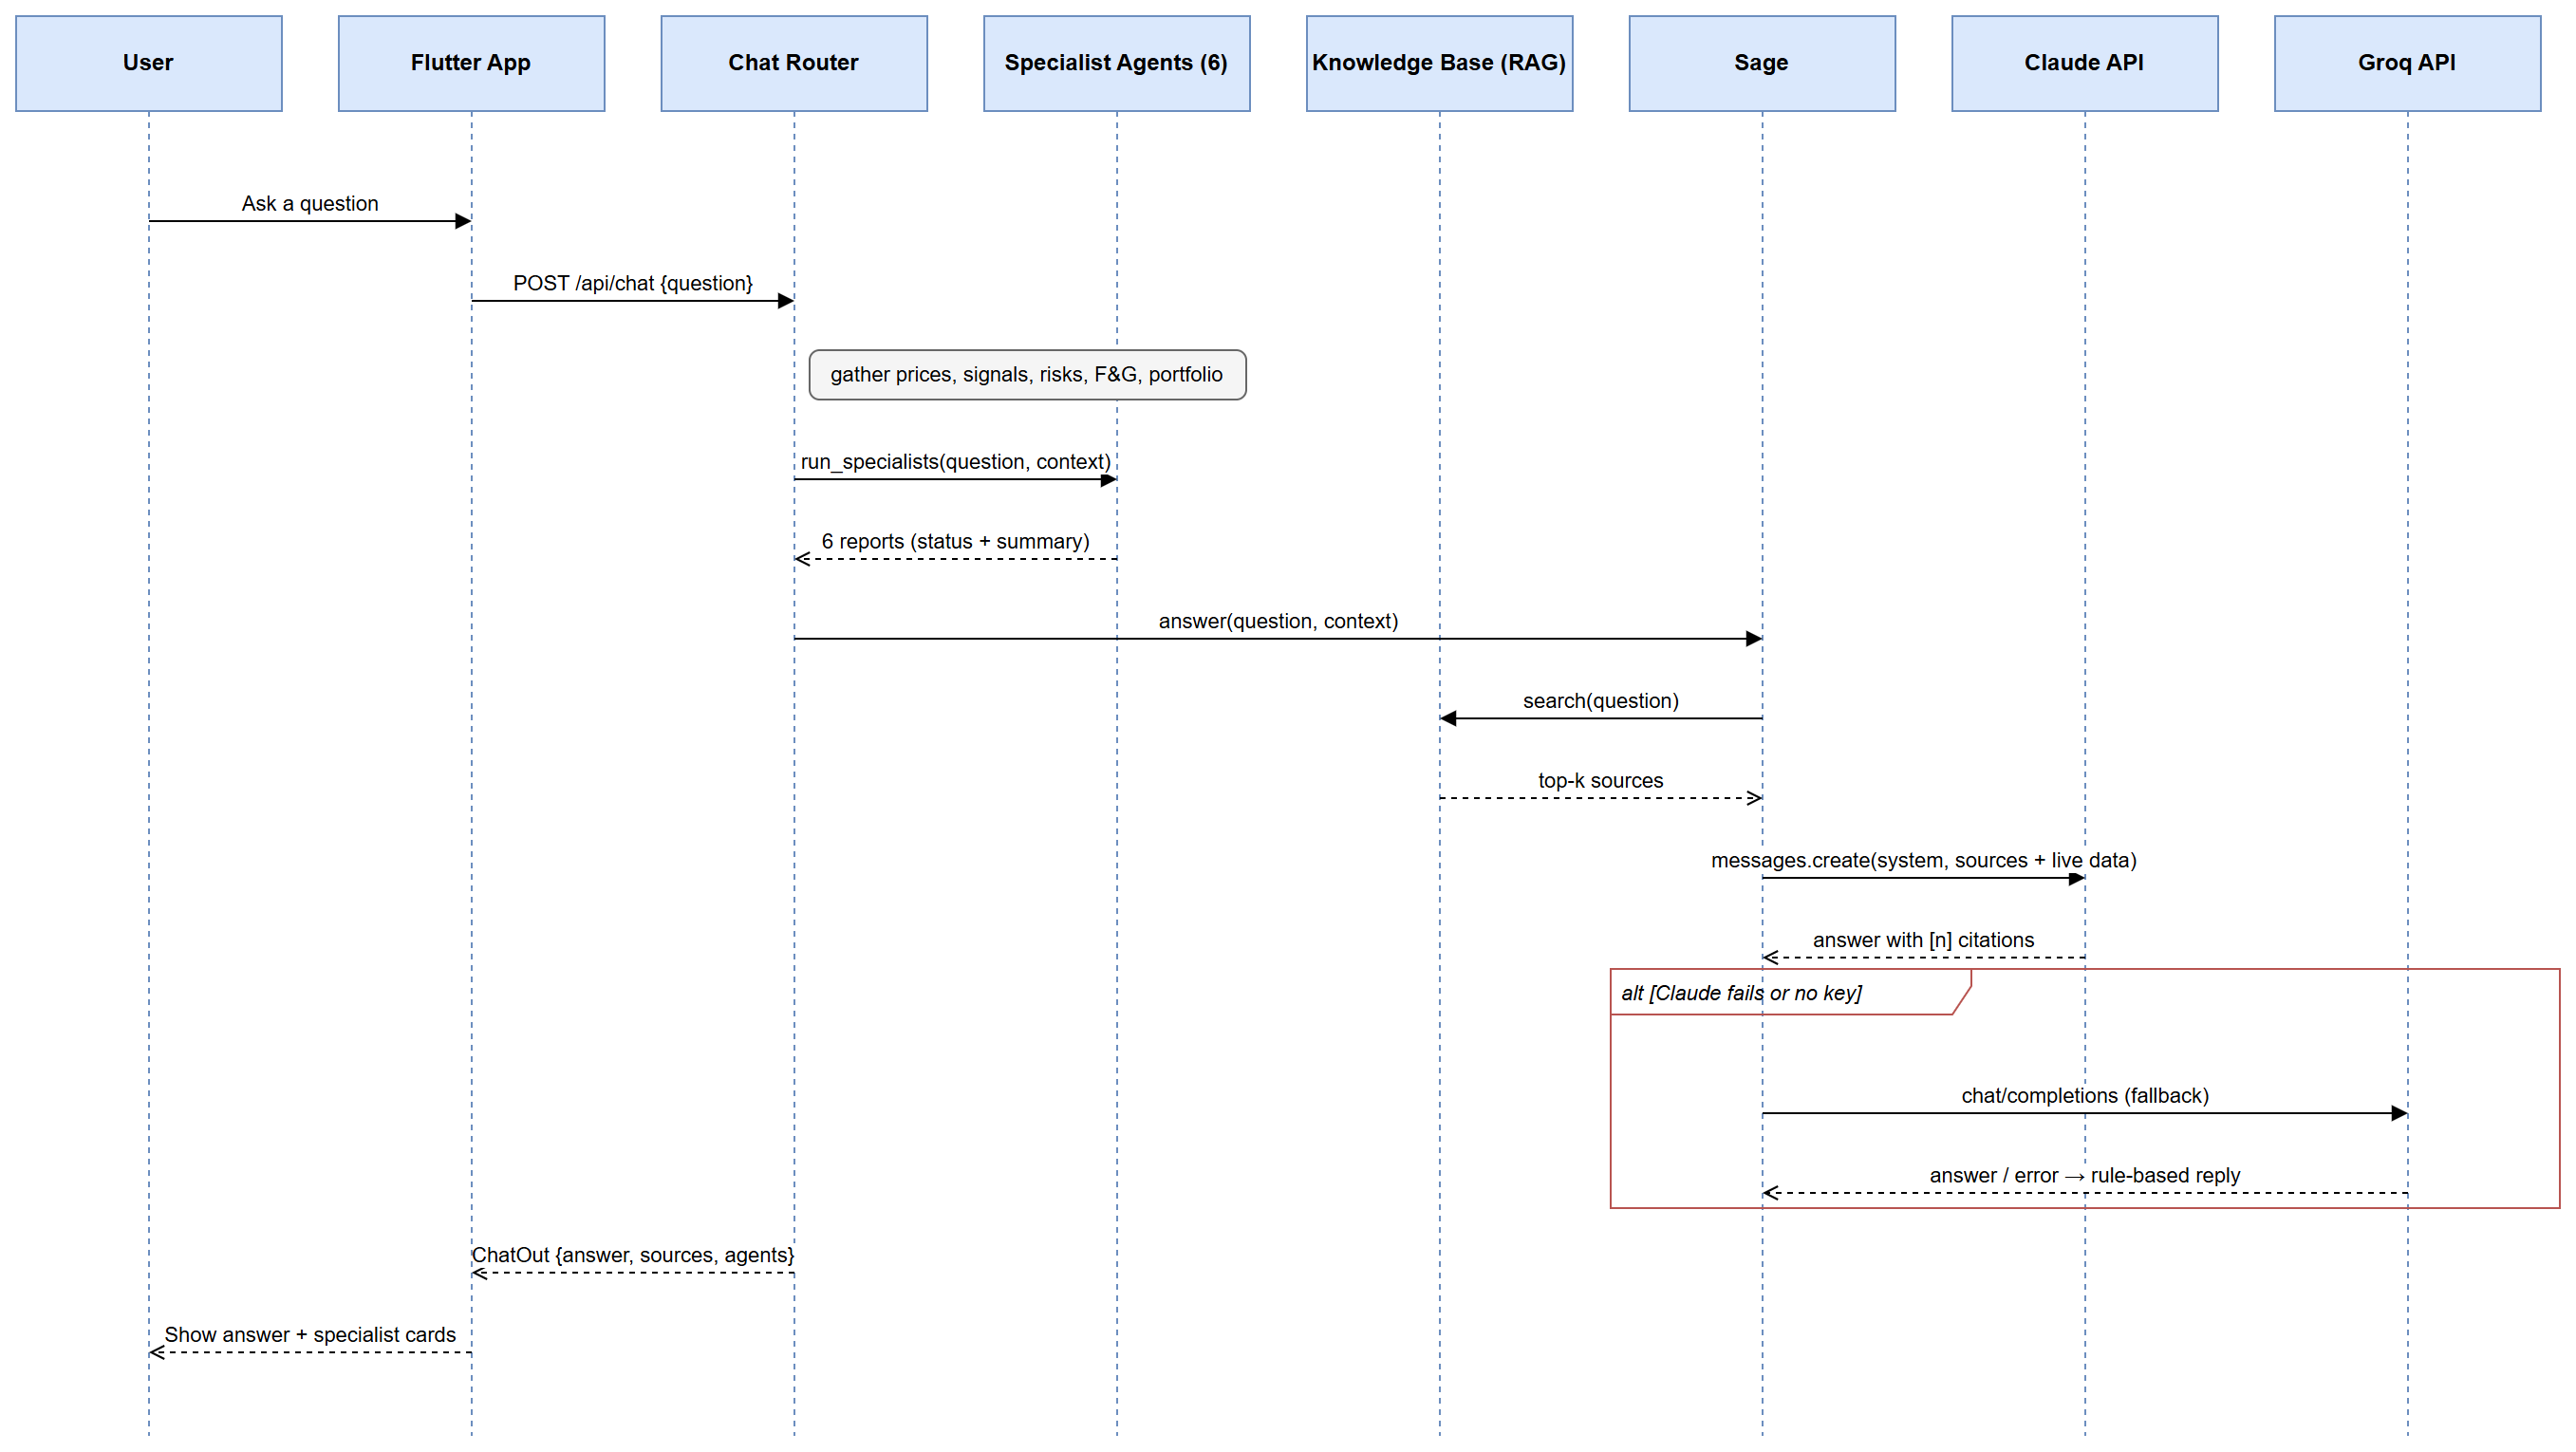 User
Flutter App
Chat Router
Specialist Agents (6)
Knowledge Base (RAG)
Sage
Claude API
Groq API
Ask a question
POST /api/chat {question}
gather prices, signals, risks, F&G, portfolio
run_specialists(question, context)
6 reports (status + summary)
answer(question, context)
search(question)
top-k sources
messages.create(system, sources + live data)
answer with [n] citations
alt [Claude fails or no key]
chat/completions (fallback)
answer / error → rule-based reply
ChatOut {answer, sources, agents}
Show answer + specialist cards